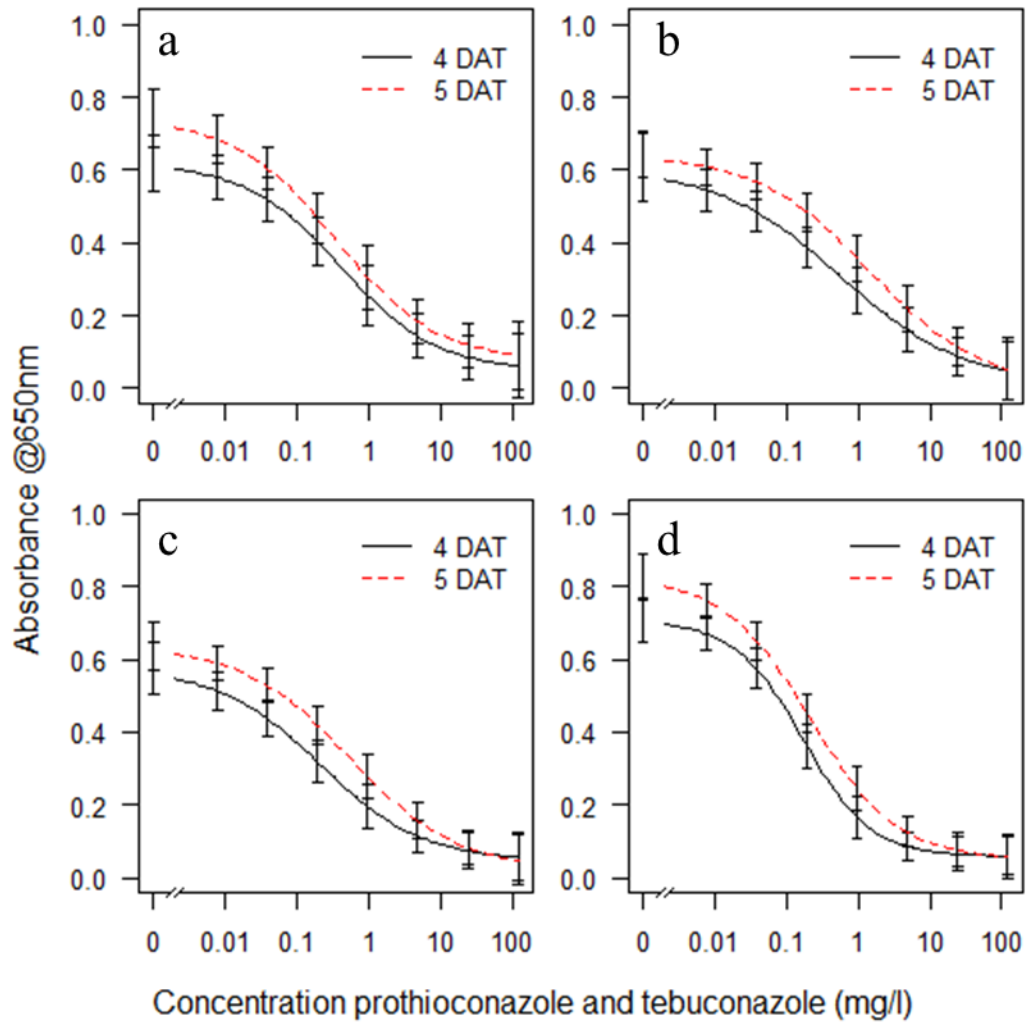 a
4 DAT
5 DAT
1.0
0.8
0.6
0.4
0.2
0.0
0 0.01 0.1 1 10 100
b
4 DAT
5 DAT
1.0
0.8
0.6
0.4
0.2
0.0
0 0.01 0.1 1 10 100
Absorbance @650nm
c
4 DAT
5 DAT
1.0
0.8
0.6
0.4
0.2
0.0
0 0.01 0.1 1 10 100
d
4 DAT
5 DAT
1.0
0.8
0.6
0.4
0.2
0.0
0 0.01 0.1 1 10 100
Concentration prothioconazole and tebuconazole (mg/l)